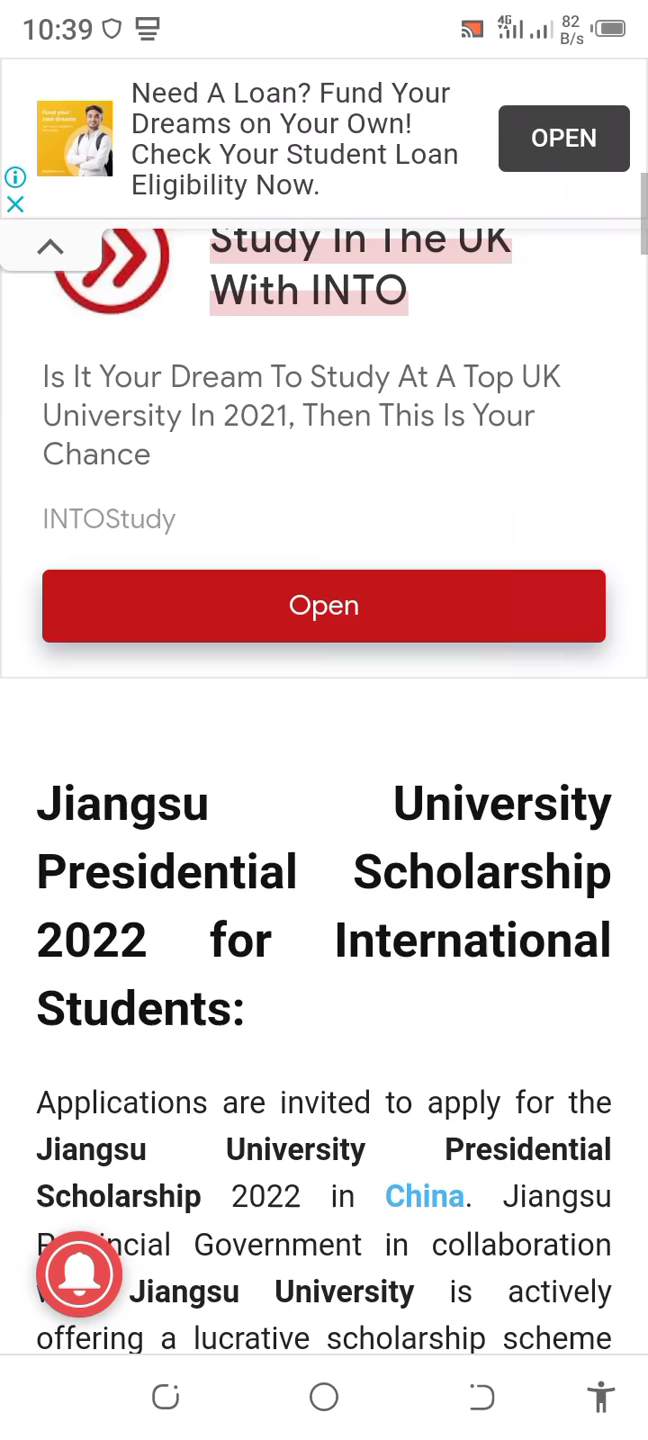 10:39
4G
82
B/s
Need A Loan? Fund Your
Dreams on Your Own!
Check Your Student Loan
Eligibility Now.
OPEN
Study In The UK
With INTO
Is It Your Dream To Study At A Top UK
University In 2021, Then This Is Your
Chance
INTOStudy
Open
Jiangsu University
Presidential Scholarship
2022 for International
Students:
Applications are invited to apply for the
Jiangsu University Presidential
Scholarship 2022 in China. Jiangsu
Government in collaboration
Jiangsu University is actively
offering a lucrative scholarship scheme